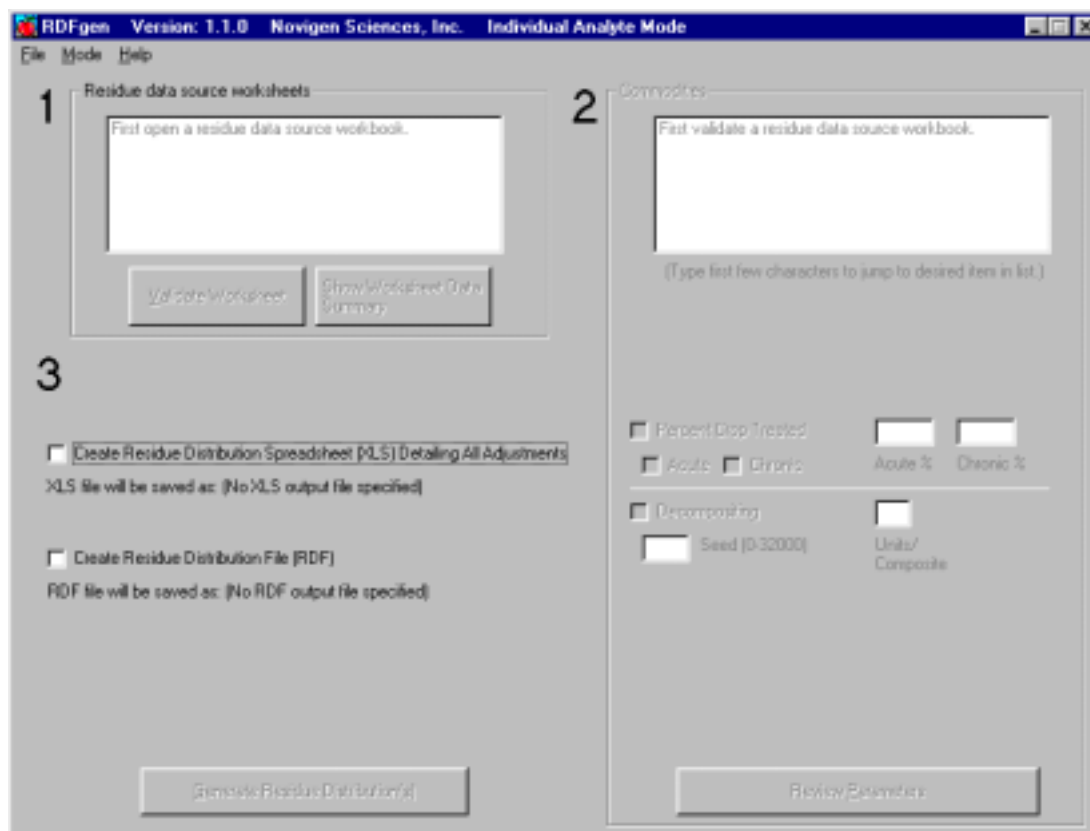 RDFgen Version: 1.1.0 Novigen Sciences, Inc. Individual Analyte Mode
File Mode Help
1
Residue data source worksheets
First open a residue data source workbook.
Validate Worksheet
Show Worksheet Data
Summary
2
Commodities
First validate a residue data source workbook.
(Type first few characters to jump to desired item in list.)
3
Create Residue Distribution Spreadsheet (XLS) Detailing All Adjustments
XLS file will be saved as: (No XLS output file specified)
Create Residue Distribution File (RDF)
RDF file will be saved as: (No RDF output file specified)
Percent Crop Treated
Acute Chronic
Acute % Chronic %
Decompositing
Seed (0-32000)
Units/
Composite
Generate Residue Distribution(s)
Review Parameters